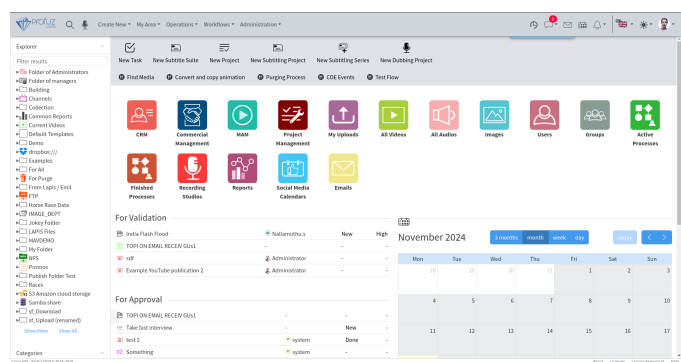 Profuz
Create New My Area Operations Workflows Administration
Explorer
Filter results
Folder of Administrators
Folder of managers
Building
Channels
Collection
Common Reports
Current Videos
Default Templates
Demo
dropbox:///
Examples
For All
For Purge
From Lapis / Emil
FTP
Horse Race Data
IMAGE_DEPT
Jokey Folder
LAPIS Files
MAVDEMO
My Folder
NFS
Promos
Publish Folder Test
Races
S3 Amazon cloud storage
Samba share
sf_Download
sf_Upload (renamed)
Show More Show All
Categories
New Task New Subtitle Suite New Project New Subtitling Project New Subtitling Series New Dubbing Project
Find Media Convert and copy animation Purging Process CDE Events Test Flow
CRM
Commercial Management
MAM
Project Management
My Uploads
All Videos
All Audios
Images
Users
Groups
Active Processes
Finished Processes
Recording Studios
Reports
Social Media Calendars
Emails
For Validation
India Flash Flood Nallamuthu.s New High
TOPI ON EMAIL RECEIV GUs1 - - -
sdf Administrator - -
Example YouTube publication 2 Administrator - -
For Approval
TOPI ON EMAIL RECEIV GUs1 - - -
Take fast interview - New -
test 2 system Done -
Something system - -
November 2024
3 months month week day today
Mon Tue Wed Thu Fri Sat Sun
28 29 30 31 1 2 3
4 5 6 7 8 9 10
11 12 13 14 15 16 17